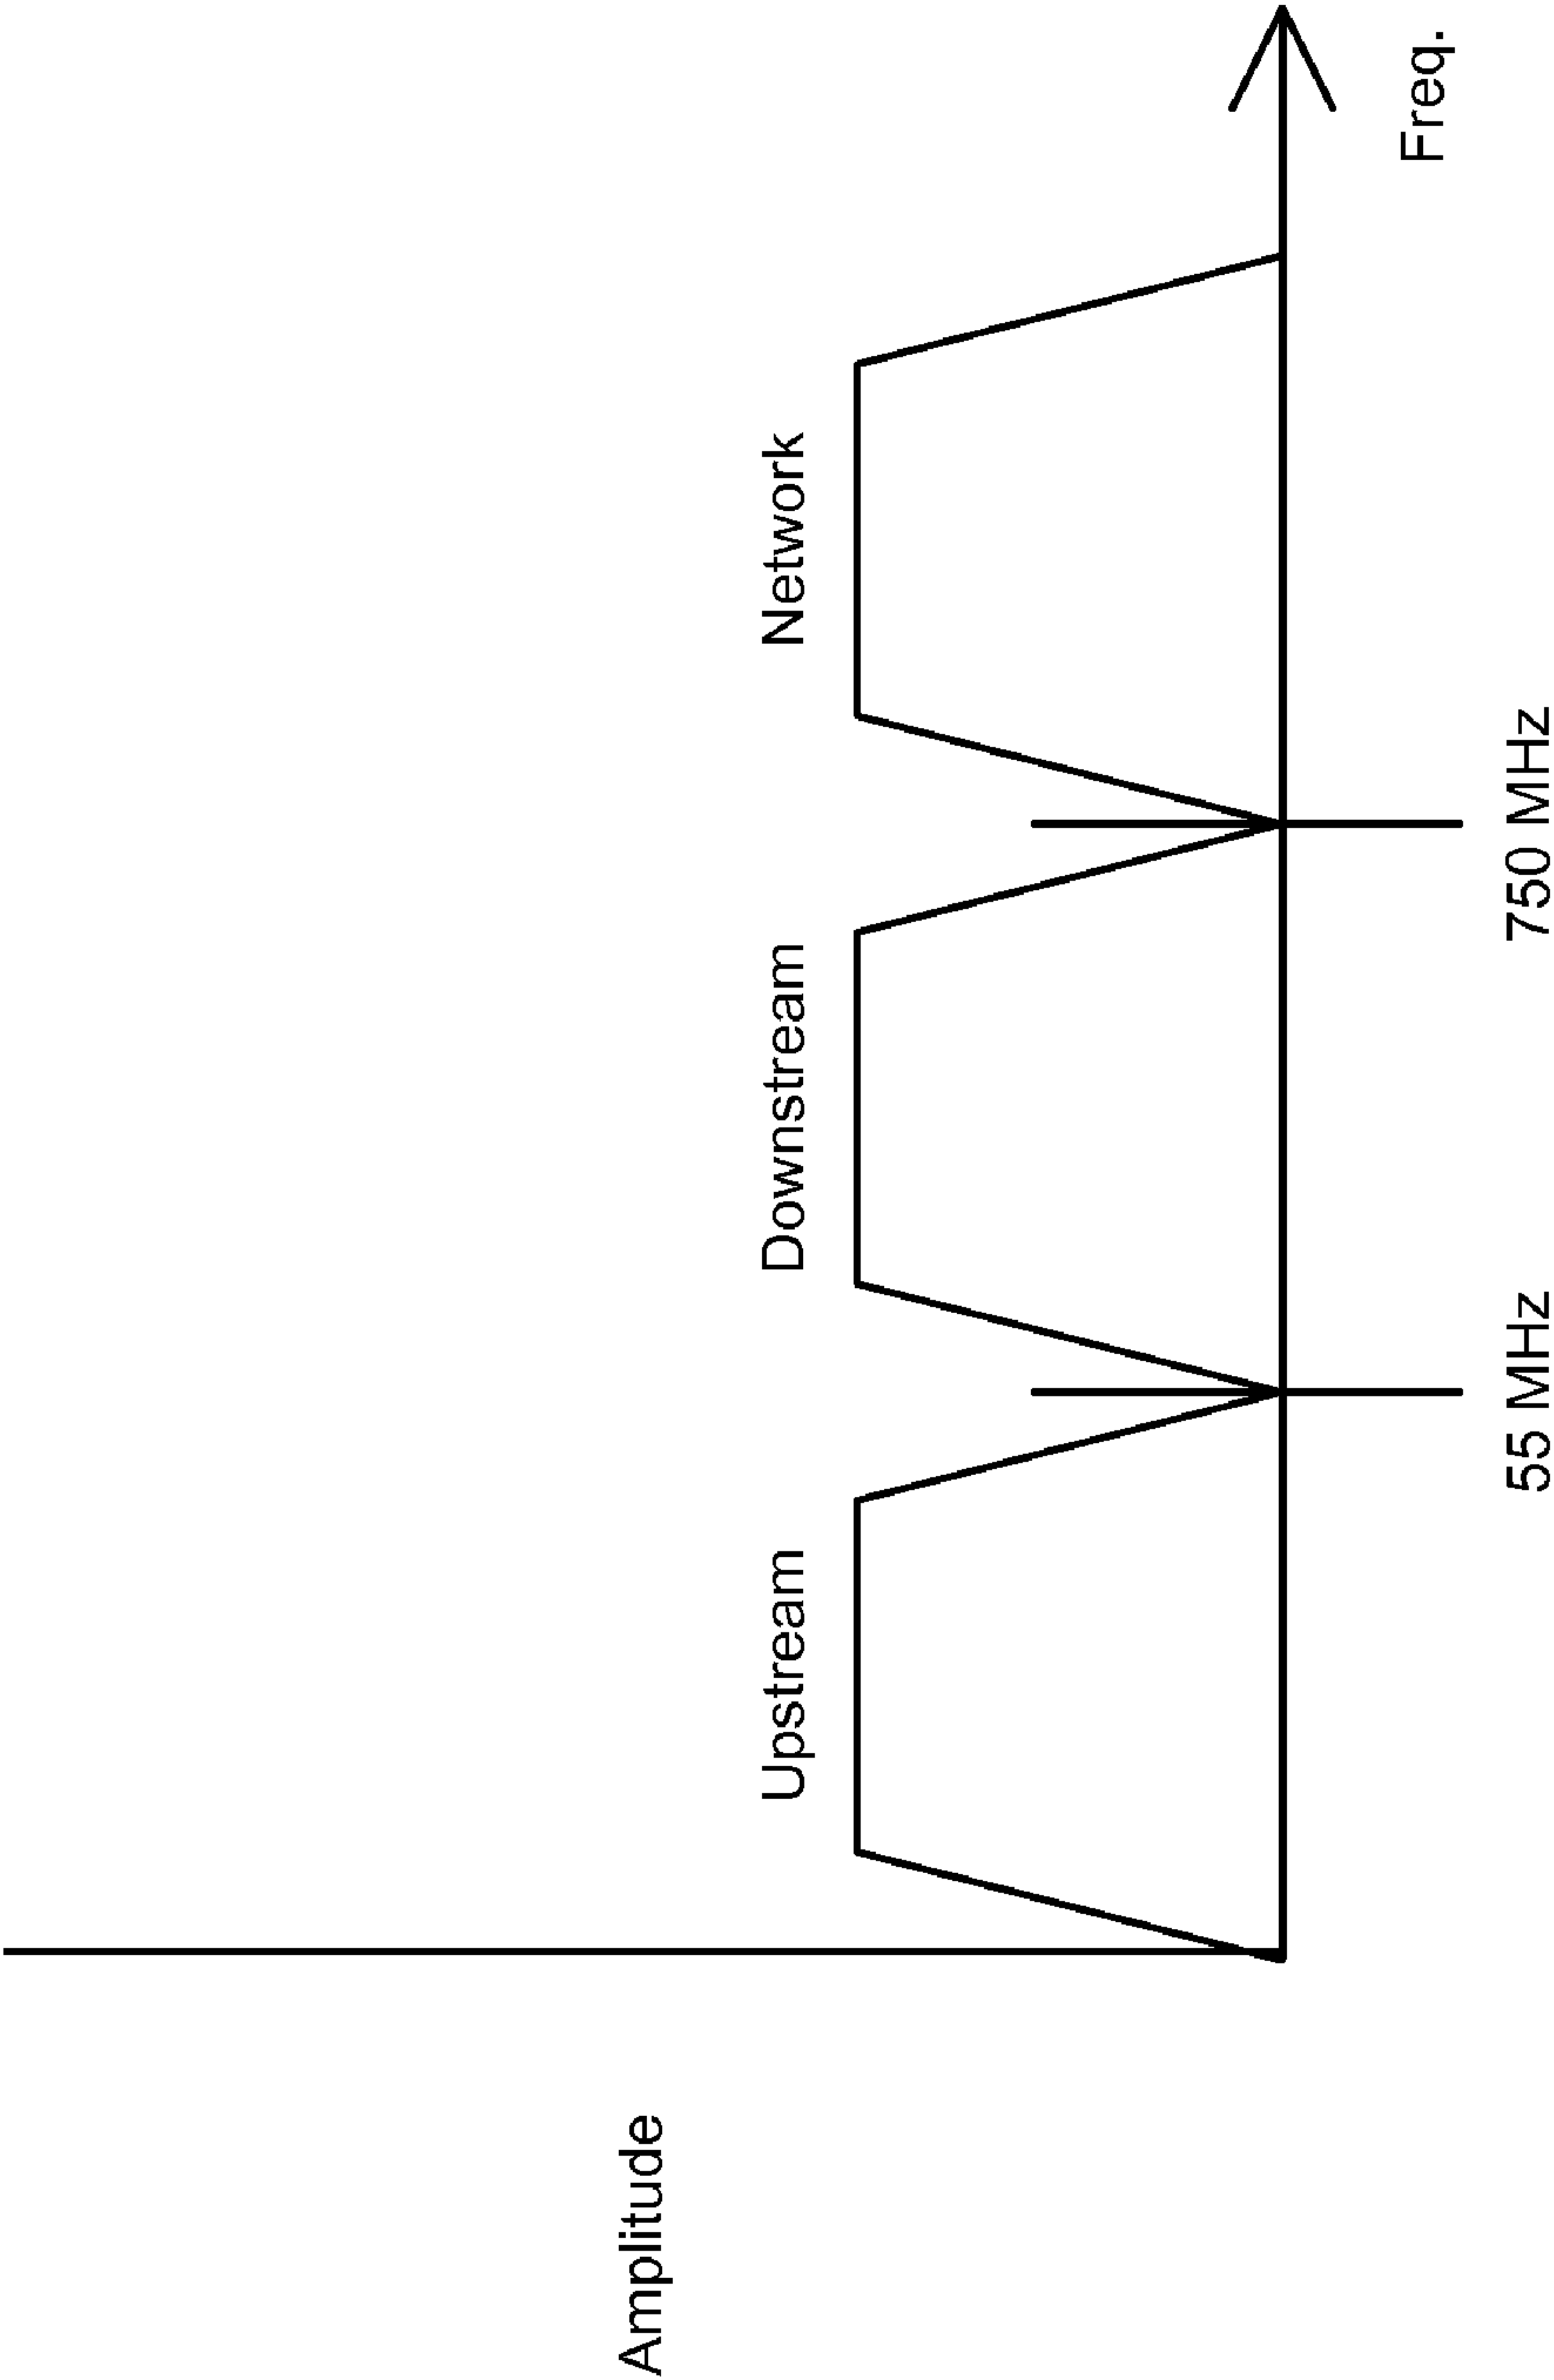 Amplitude
Upstream
Downstream
Network
55 MHz
750 MHz
Freq.